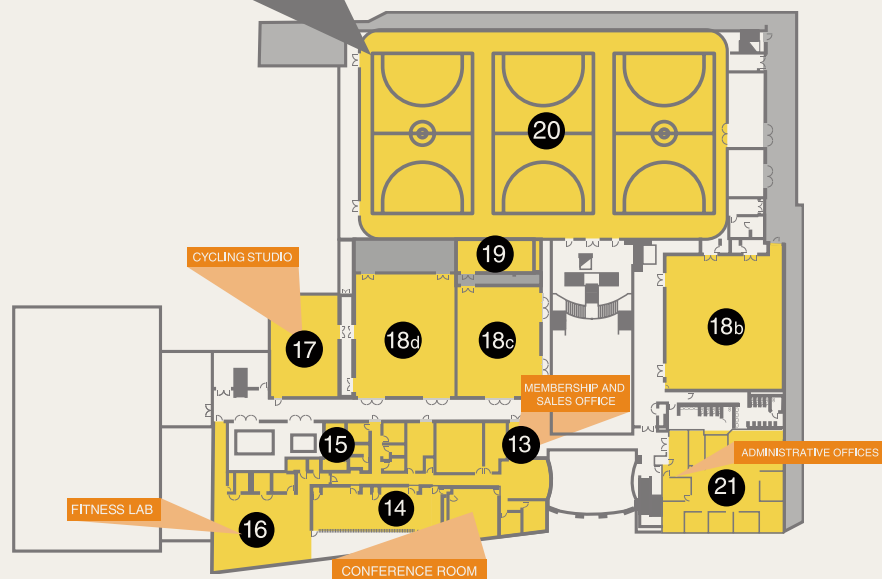 20
19
CYCLING STUDIO
17
18d
18c
18b
MEMBERSHIP AND
SALES OFFICE
15
13
ADMINISTRATIVE OFFICES
21
14
FITNESS LAB
16
CONFERENCE ROOM